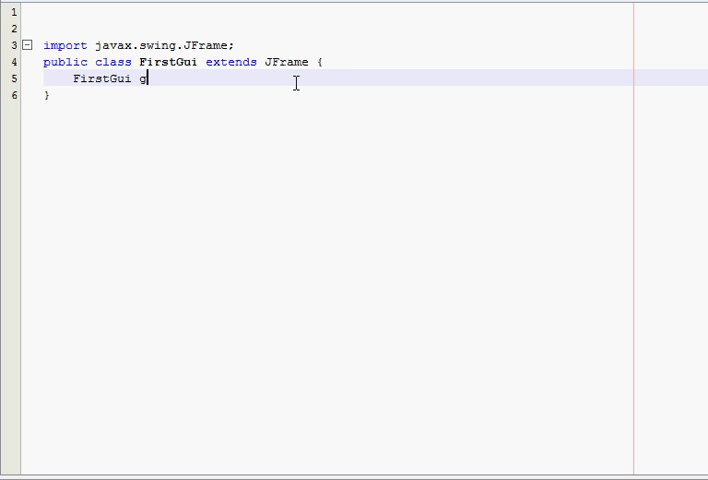 1
2
3 import javax.swing.JFrame;
4 public class FirstGui extends JFrame {
5 FirstGui g
6 }